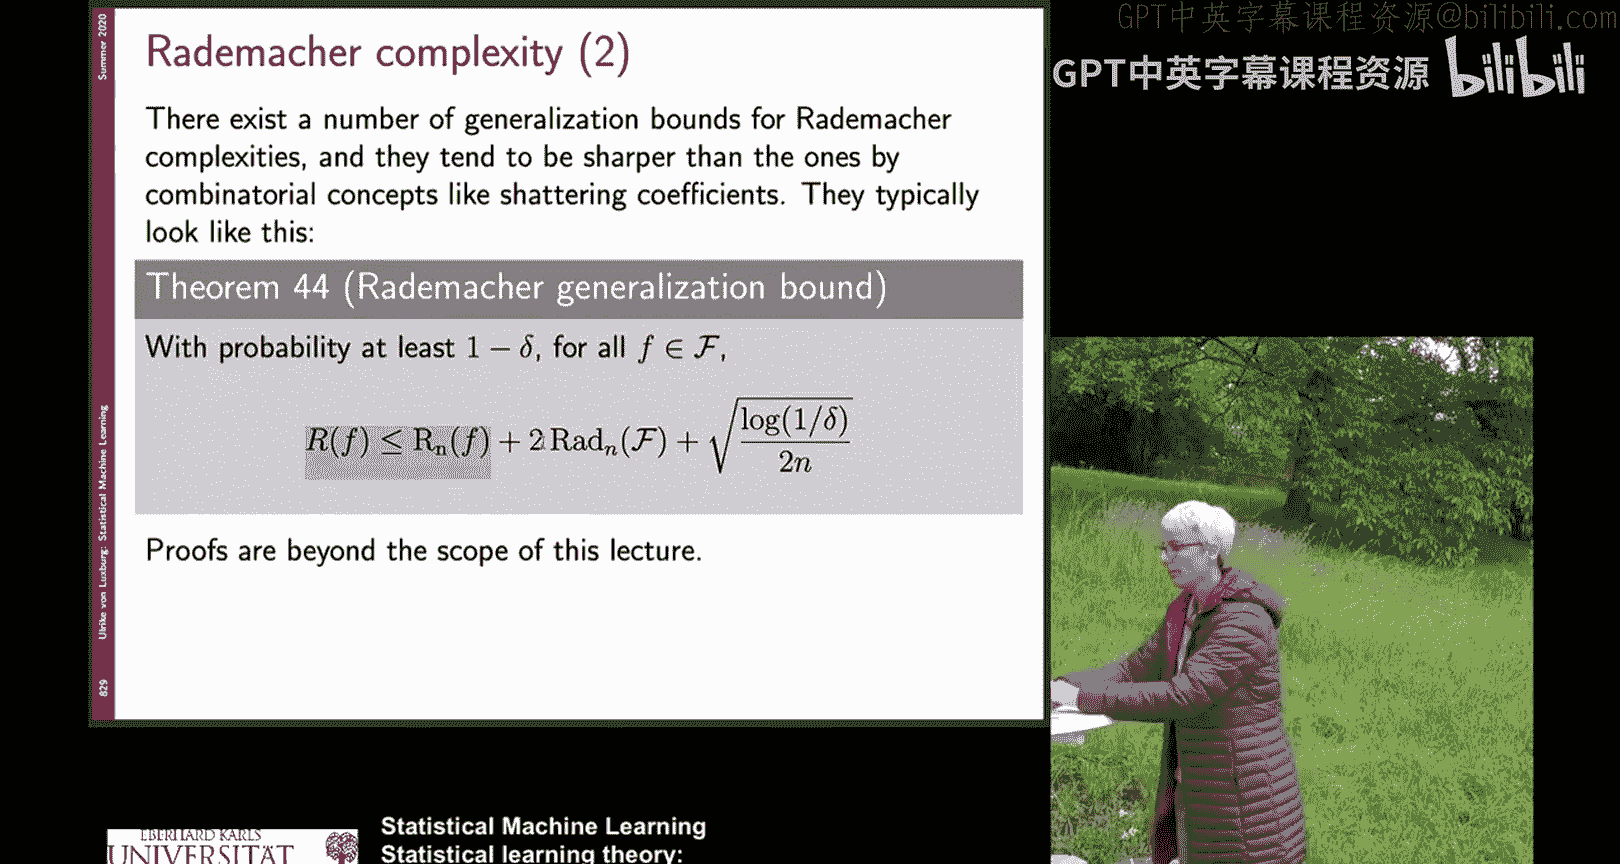 GPT中英字幕课程资源@bilibili.com
GPT中英字幕课程资源 bilibili
Summer 2020
Rademacher complexity (2)
There exist a number of generalization bounds for Rademacher
complexities, and they tend to be sharper than the ones by
combinatorial concepts like shattering coefficients. They typically
look like this:
Theorem 44 (Rademacher generalization bound)
With probability at least 1 − δ, for all f ∈ ℱ,
R(f) ≤ Rₙ(f) + 2 Radₙ(ℱ) + √(log(1/δ)/2n)
Proofs are beyond the scope of this lecture.
Ulrike von Luxburg: Statistical Machine Learning
829
EBERHARD KARLS
UNIVERSITÄT
Statistical Machine Learning
Statistical learning theory: